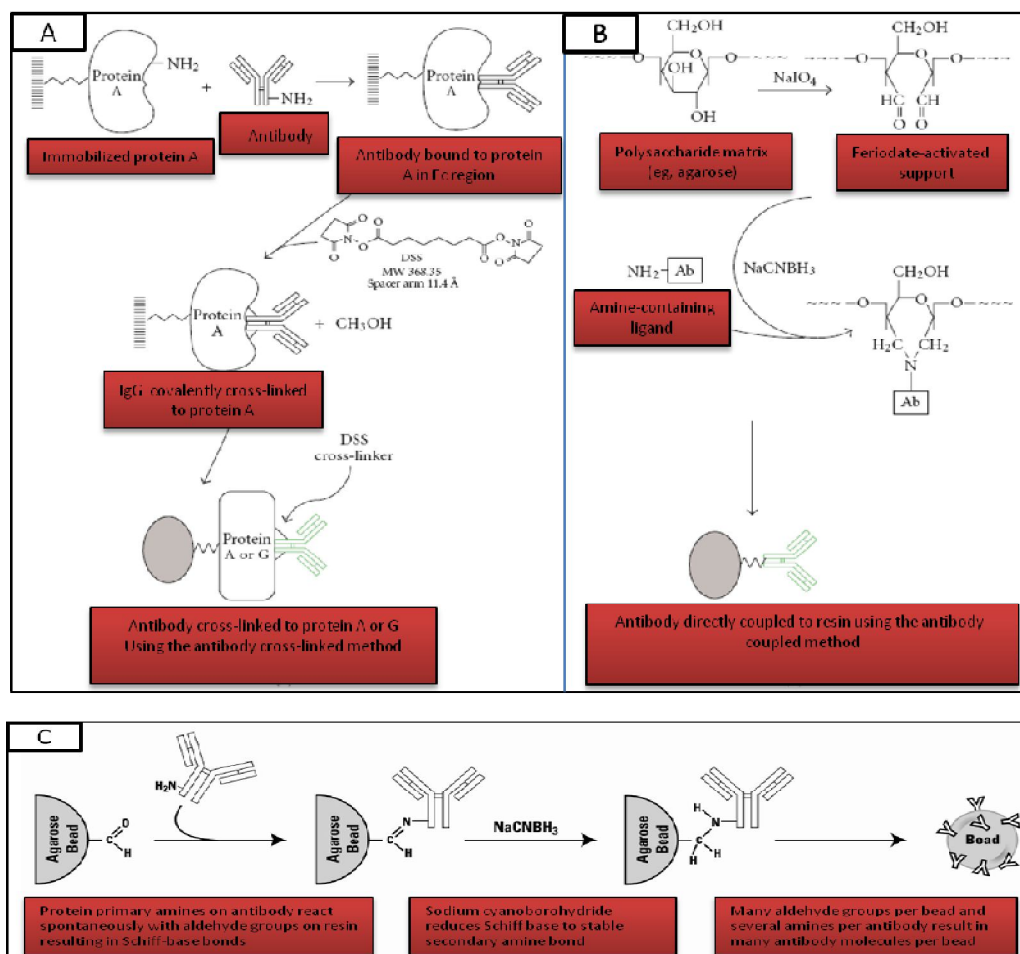 A
Protein
A
NH₂
+
NH₂
Protein
A
Immobilized protein A
Antibody
Antibody bound to protein
A in Fc region
O
N
O
O
O
O
O
O
N
O
DSS
MW 368.35
Spacer arm 11.4 Å
Protein
A
+ CH₃OH
IgG covalently cross-linked
to protein A
DSS
cross-linker
Protein
A or G
Antibody cross-linked to protein A or G
Using the antibody cross-linked method
B
CH₂OH
O
O
O
OH
OH
NaIO₄
CH₂OH
O
O
O
CH
CH
O
O
Polysaccharide matrix
(eg, agarose)
Feriodate-activated
support
NH₂
Ab
NaCNBH₃
Amine-containing
ligand
CH₂OH
O
O
O
H₂C
CH₂
N
Ab
Antibody directly coupled to resin using the antibody
coupled method
C
Agarose
Bead
C
O
H
H₂N
Agarose
Bead
C
N
H
NaCNBH₃
Agarose
Bead
H
N
C
H
H
Bead
Protein primary amines on antibody react
spontaneously with aldehyde groups on resin
resulting in Schiff-base bonds
Sodium cyanoborohydride
reduces Schiff base to stable
secondary amine bond
Many aldehyde groups per bead and
several amines per antibody result in
many antibody molecules per bead